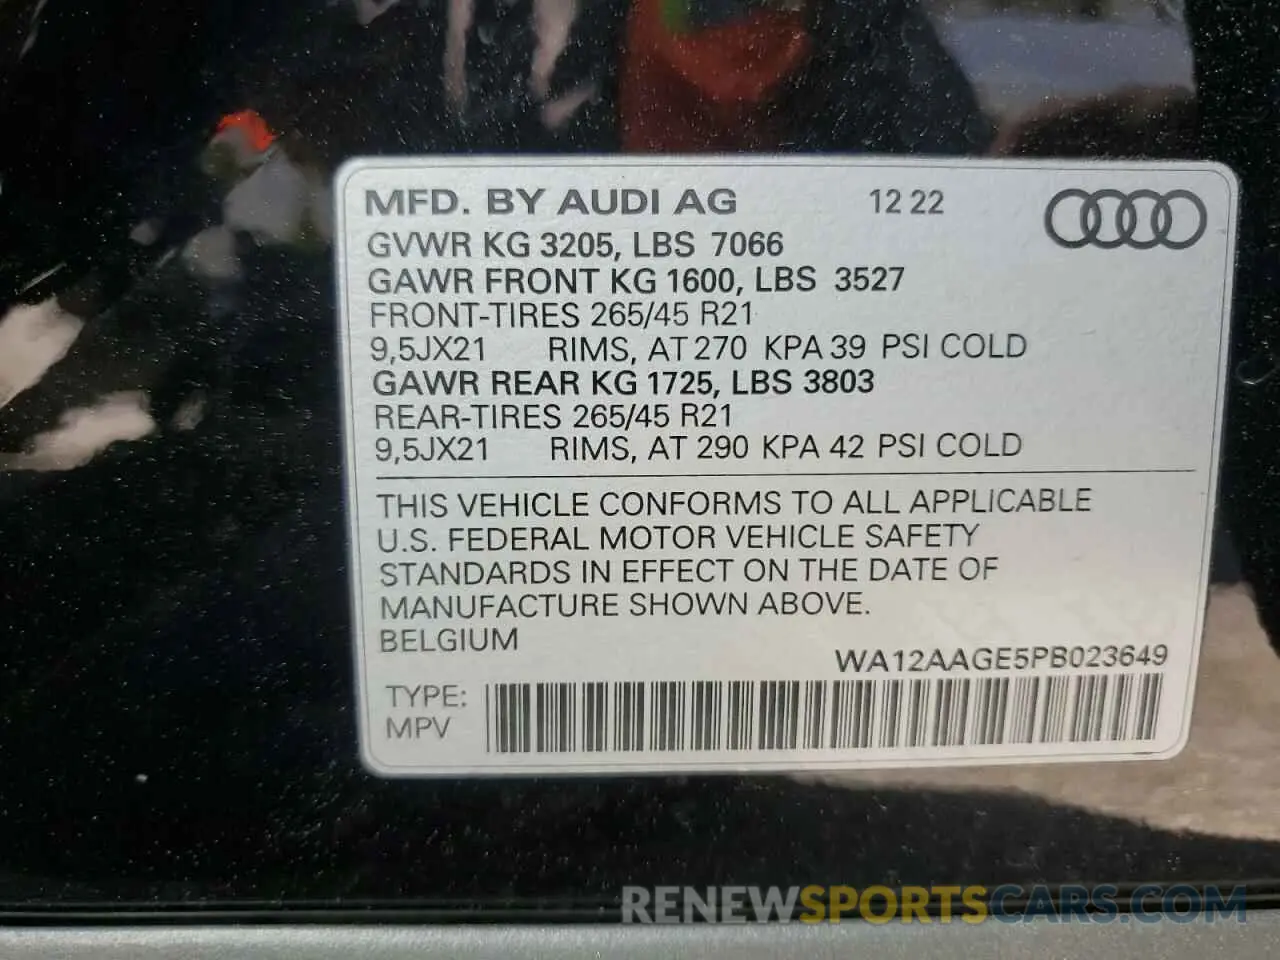 MFD. BY AUDI AG 12 22
GVWR KG 3205, LBS 7066
GAWR FRONT KG 1600, LBS 3527
FRONT-TIRES 265/45 R21
9,5JX21 RIMS, AT 270 KPA 39 PSI COLD
GAWR REAR KG 1725, LBS 3803
REAR-TIRES 265/45 R21
9,5JX21 RIMS, AT 290 KPA 42 PSI COLD
THIS VEHICLE CONFORMS TO ALL APPLICABLE
U.S. FEDERAL MOTOR VEHICLE SAFETY
STANDARDS IN EFFECT ON THE DATE OF
MANUFACTURE SHOWN ABOVE.
BELGIUM
WA12AAGE5PB023649
TYPE:
MPV
RENEWSPORTSCARS.COM